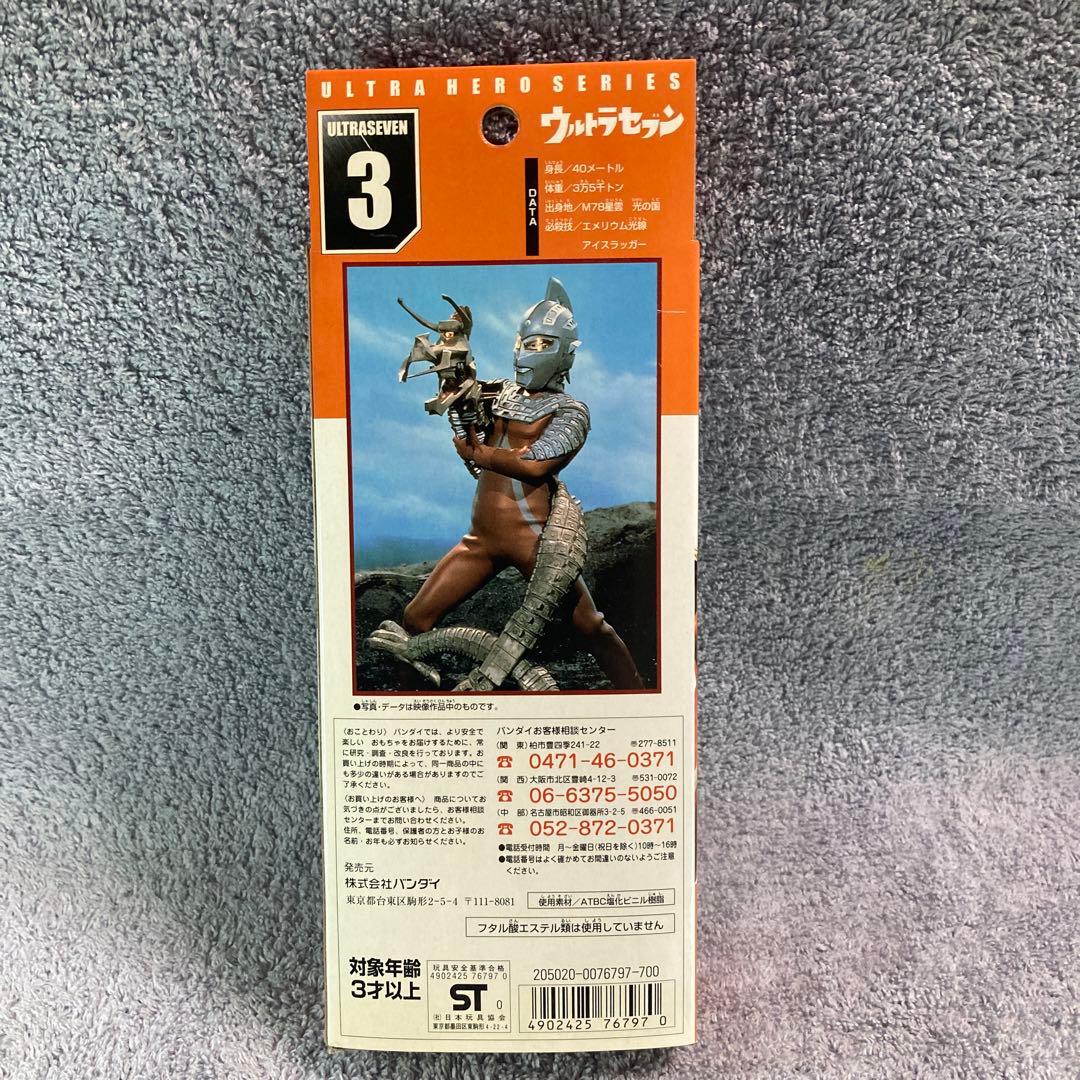 ULTRA HERO SERIES
ULTRASEVEN
3
ウルトラセブン
DATA
身長/40メートル
体重/3万5千トン
出身地/M78星雲 光の国
必殺技/エメリウム光線
アイスラッガー
●写真・データは映像作品中のものです。
〈おことわり〉 バンダイでは、より安全で
楽しい おもちゃをお届けするために、常
に研究・調査・改良を行っております。お
買い上げの時期によって、同一商品の中に
も多少の違いがある場合がありますのでご
了承ください。
〈お買い上げのお客様へ〉 商品についてお
気づきの点がございましたら、お客様相談
センターまでお問い合わせください。
住所、電話番号、保護者の方とお子様のお
名前・お年も必ずお知らせください。
バンダイお客様相談センター
(関 東)柏市豊四季241-22 〒277-8511
☎ 0471-46-0371
(関 西)大阪市北区豊崎4-12-3 〒531-0072
☎ 06-6375-5050
(中 部)名古屋市昭和区御器所3-2-5 〒466-0051
☎ 052-872-0371
●電話受付時間 月〜金曜日(祝日を除く)10時〜16時
●電話番号はよく確かめてお間違いのないようご注意
ください。
発売元
株式会社バンダイ
東京都台東区駒形2-5-4 〒111-8081
使用素材/ATBC塩化ビニル樹脂
フタル酸エステル類は使用していません
対象年齢
3才以上
玩具安全基準合格
4902425 76797 0
ST 0
(社)日本玩具協会
東京都墨田区東駒形4-22-4
205020-0076797-700
4902425 767970